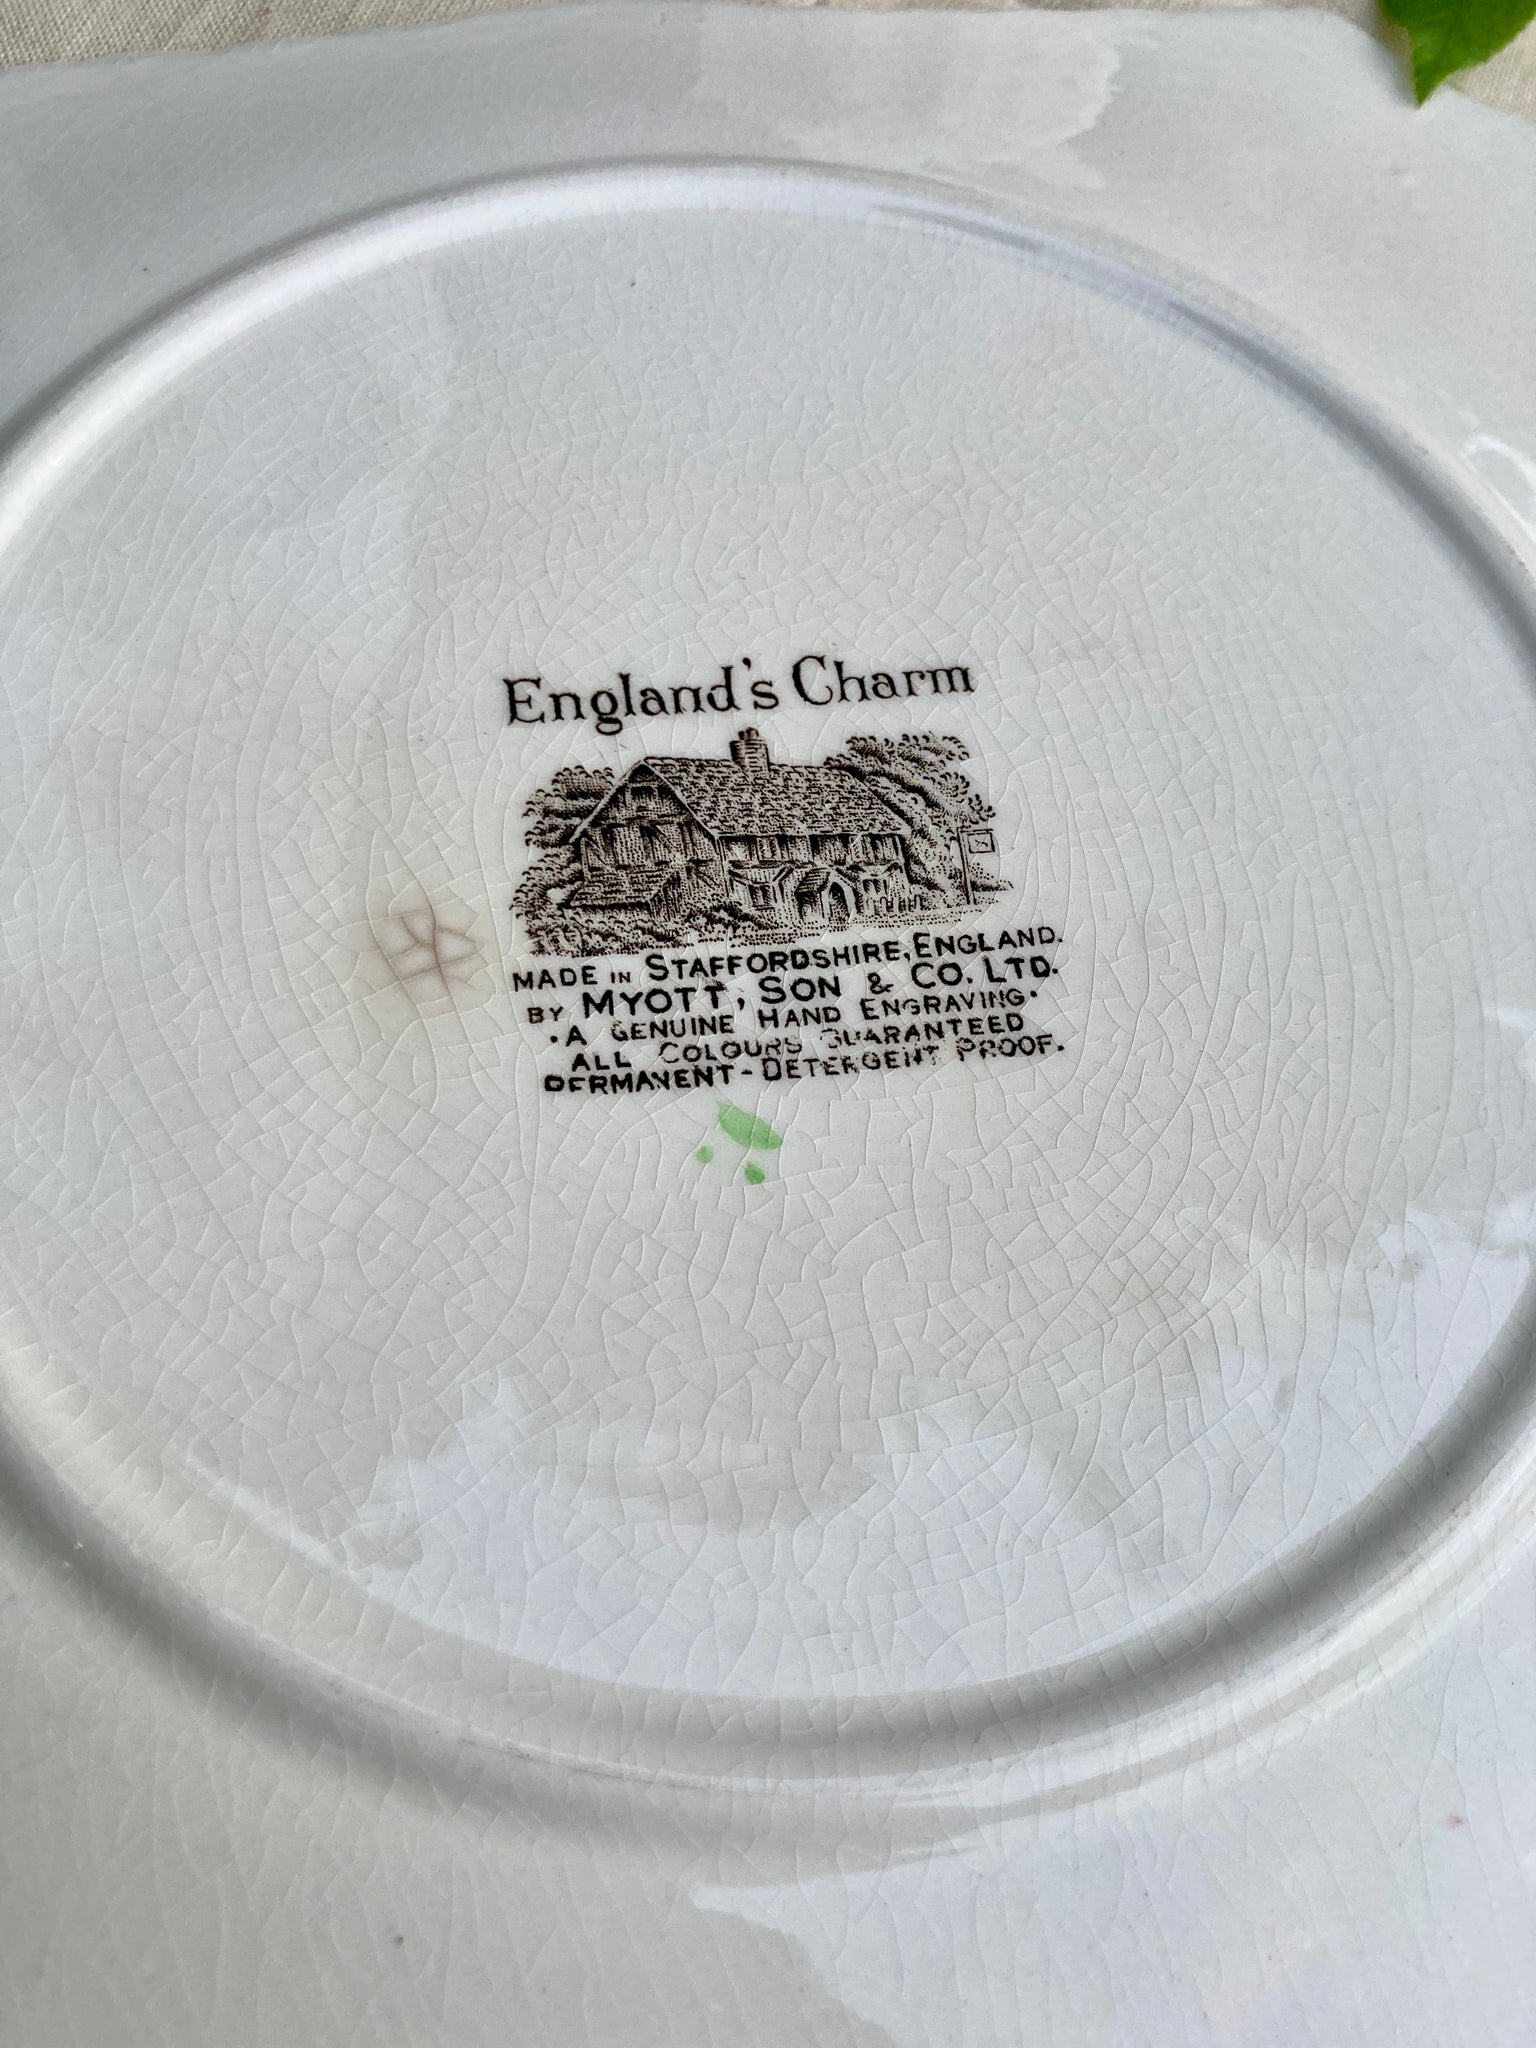 England's Charm
MADE IN STAFFORDSHIRE, ENGLAND.
BY MYOTT, SON & CO. LTD.
·A GENUINE HAND ENGRAVING·
ALL COLOURS GUARANTEED
PERMANENT-DETERGENT PROOF.